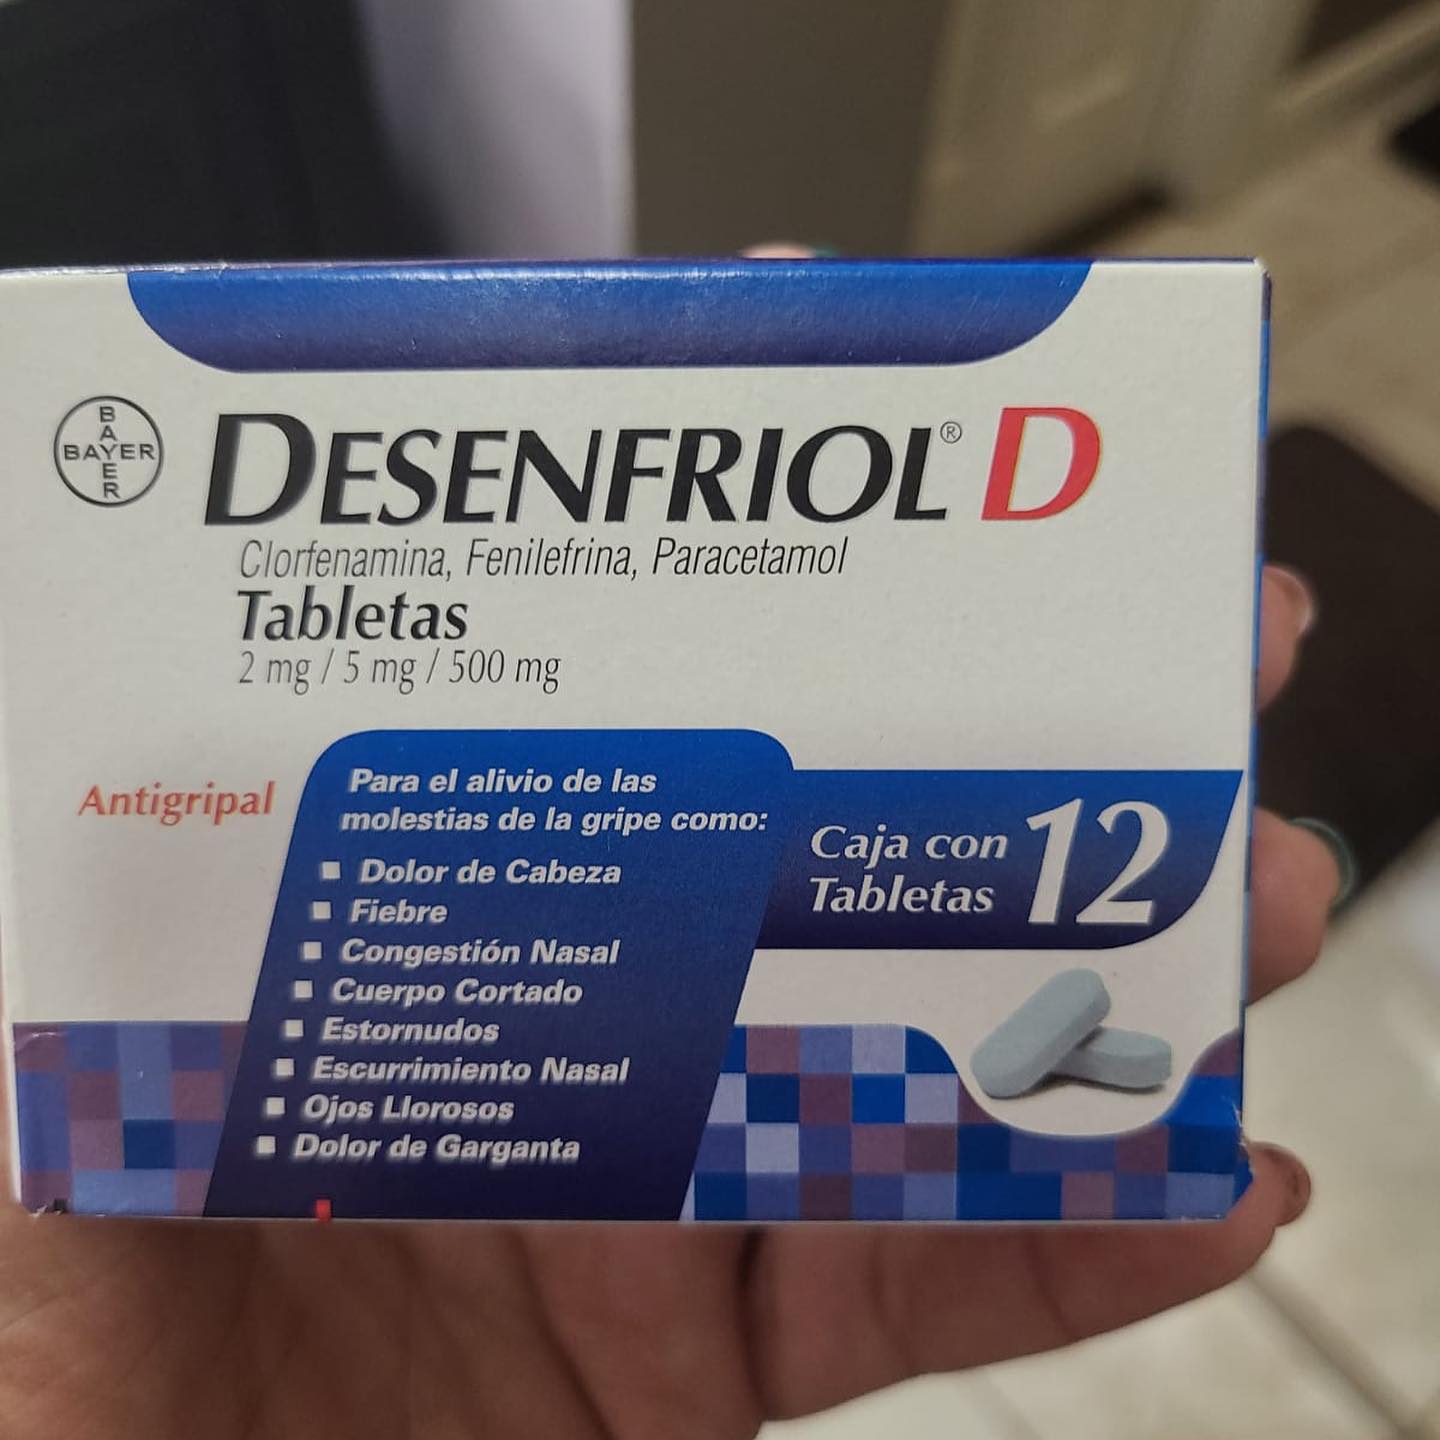 BAYER
BAYER
DESENFRIOL® D
Clorfenamina, Fenilefrina, Paracetamol
Tabletas
2 mg / 5 mg / 500 mg
Antigripal
Para el alivio de las
molestias de la gripe como:
Dolor de Cabeza
Fiebre
Congestión Nasal
Cuerpo Cortado
Estornudos
Escurrimiento Nasal
Ojos Llorosos
Dolor de Garganta
Caja con 12
Tabletas